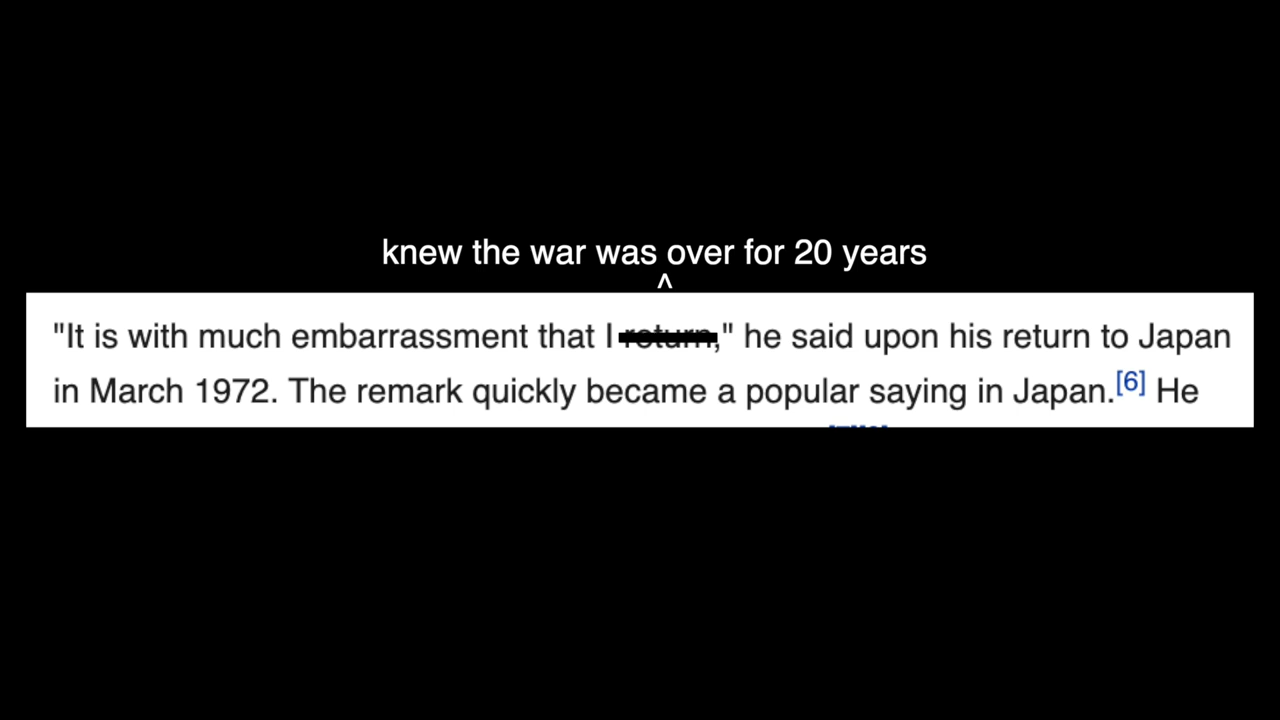 knew the war was over for 20 years
^
"It is with much embarrassment that I return," he said upon his return to Japan
in March 1972. The remark quickly became a popular saying in Japan.[6] He